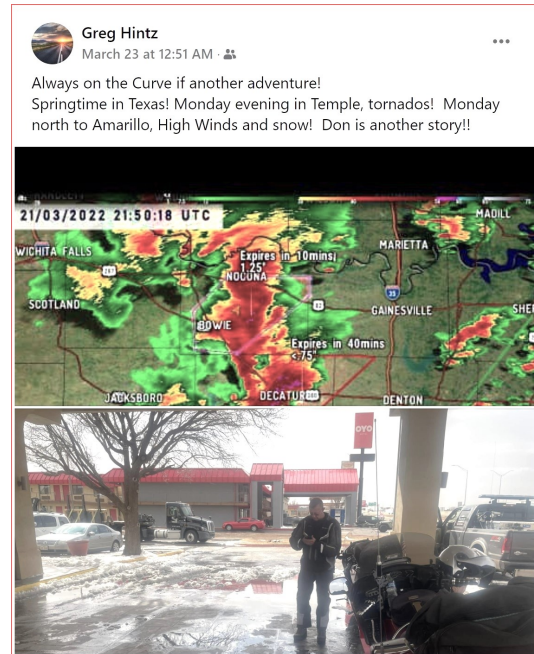 Greg Hintz
March 23 at 12:51 AM ·
Always on the Curve if another adventure!
Springtime in Texas! Monday evening in Temple, tornados! Monday
north to Amarillo, High Winds and snow! Don is another story!!
21/03/2022 21:50:18 UTC
MADILL
WICHITA FALLS
MARIETTA
Expires in 10mins;
1.25"
NOCONA
SCOTLAND
35
82
GAINESVILLE
SHE
BOWIE
Expires in 40mins
<.75"
JACKSBORO
DECATUR
DENTON
OYO